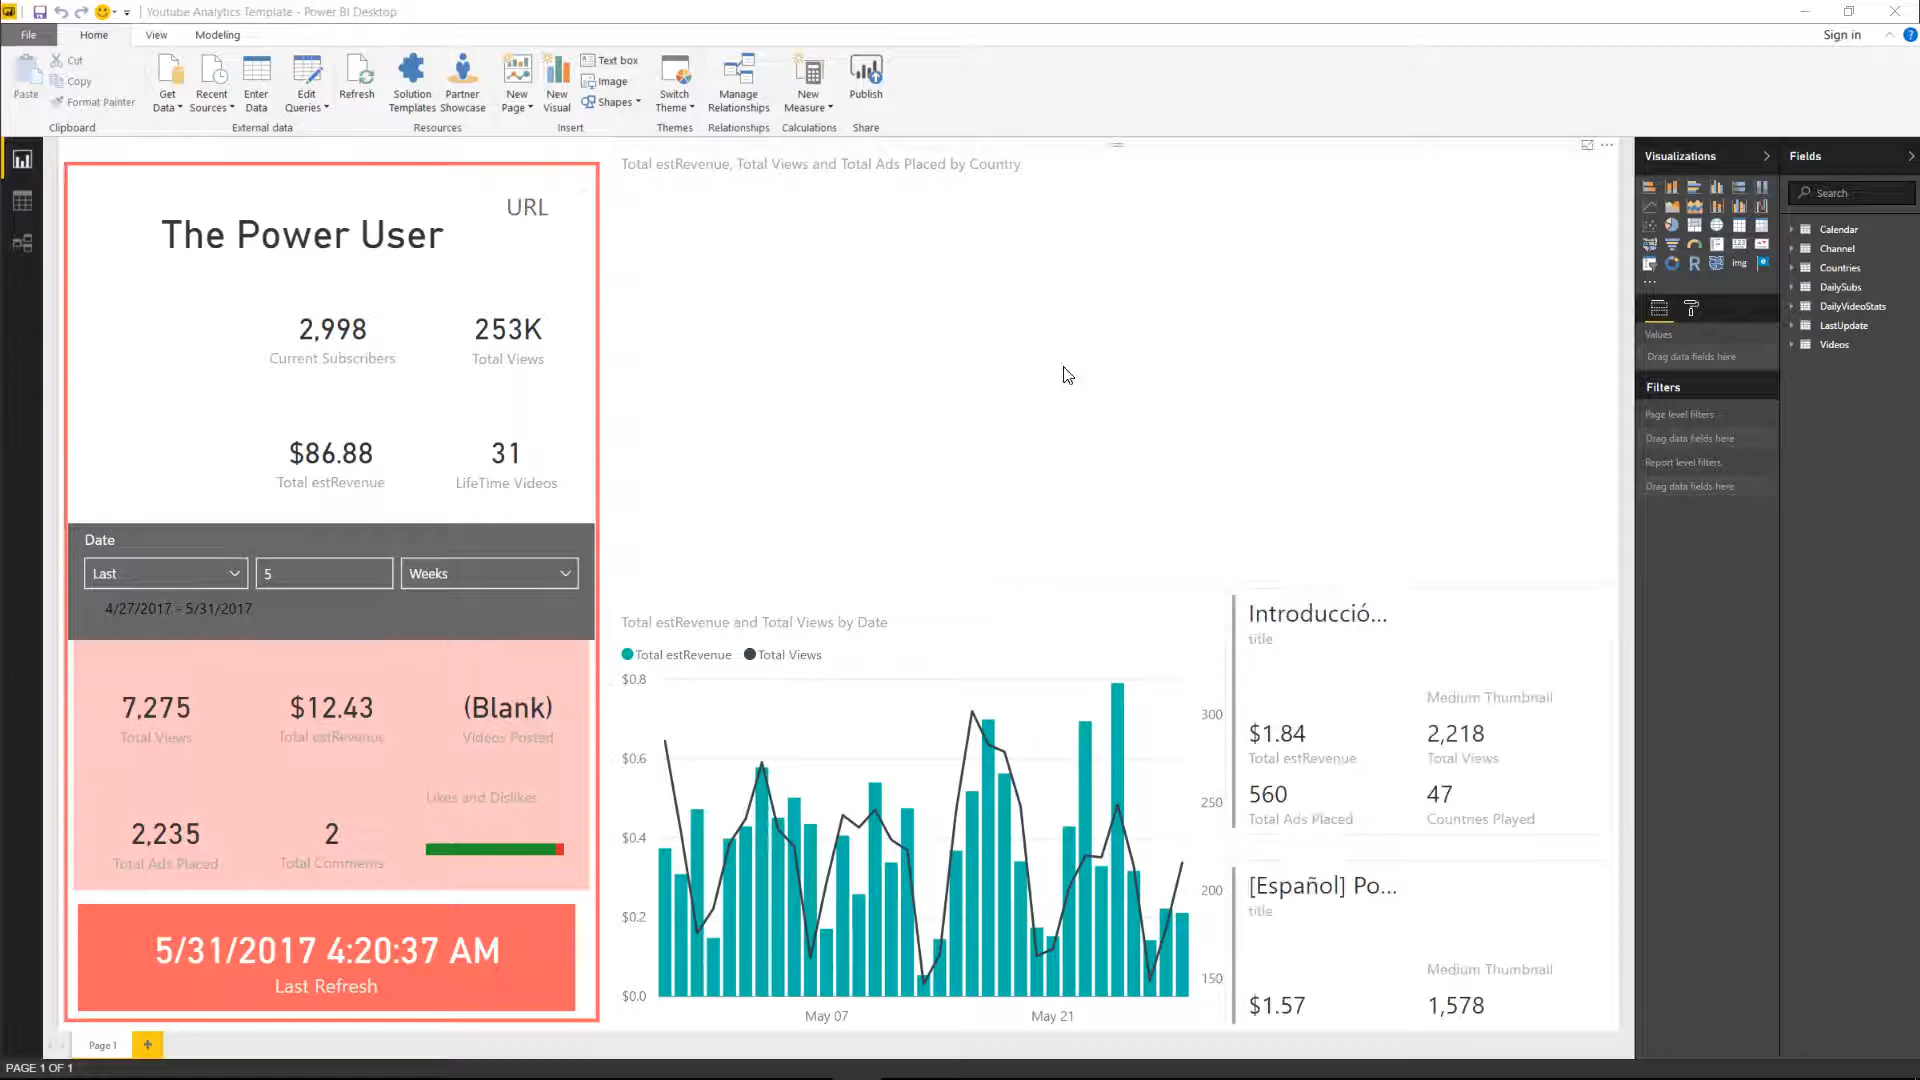 Youtube Analytics Template - Power BI Desktop
File Home View Modeling Sign in
Paste Cut Copy Format Painter
Get Data Recent Sources Enter Data Edit Queries Refresh
Solution Templates Partner Showcase
New Page New Visual Text box Image Shapes
Switch Theme Manage Relationships New Measure Publish
Clipboard External data Resources Insert Themes Relationships Calculations Share
URL
The Power User
2,998 253K
Current Subscribers Total Views
$86.88 31
Total estRevenue LifeTime Videos
Date
Last 5 Weeks
4/27/2017 - 5/31/2017
7,275 $12.43 (Blank)
Total Views Total estRevenue Videos Posted
Likes and Dislikes
2,235 2
Total Ads Placed Total Comments
5/31/2017 4:20:37 AM
Last Refresh
Total estRevenue, Total Views and Total Ads Placed by Country
Total estRevenue and Total Views by Date
Total estRevenue Total Views
$0.8
$0.6
$0.4
$0.2
$0.0
300
250
200
150
May 07 May 21
Introducció...
title
Medium Thumbnail
$1.84 2,218
Total estRevenue Total Views
560 47
Total Ads Placed Countries Played
[Español] Po...
title
Medium Thumbnail
$1.57 1,578
Visualizations
R
img
Values
Drag data fields here
Filters
Page level filters
Drag data fields here
Report level filters
Drag data fields here
Fields
Search
Calendar
Channel
Countries
DailySubs
DailyVideoStats
LastUpdate
Videos
Page 1 +
PAGE 1 OF 1